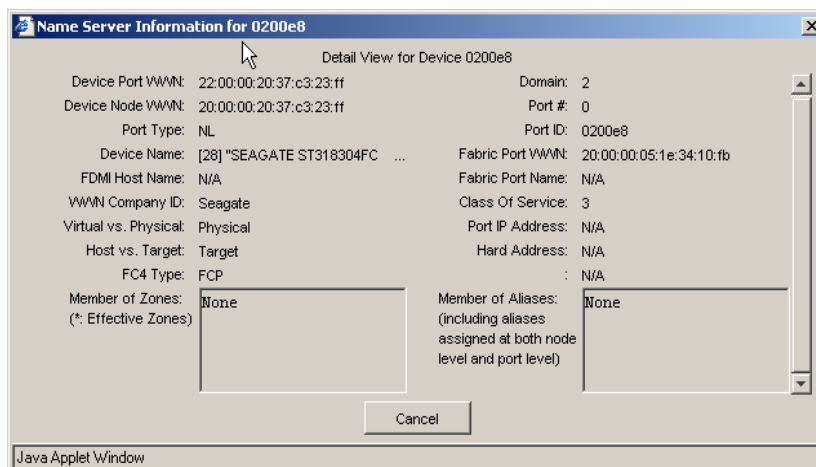 Name Server Information for 0200e8
Detail View for Device 0200e8
Device Port WWN: 22:00:00:20:37:c3:23:ff
Domain: 2
Device Node WWN: 20:00:00:20:37:c3:23:ff
Port #: 0
Port Type: NL
Port ID: 0200e8
Device Name: [28] "SEAGATE ST318304FC ...
Fabric Port WWN: 20:00:00:05:1e:34:10:fb
FDMI Host Name: N/A
Fabric Port Name: N/A
WWN Company ID: Seagate
Class Of Service: 3
Virtual vs. Physical: Physical
Port IP Address: N/A
Host vs. Target: Target
Hard Address: N/A
FC4 Type: FCP
: N/A
Member of Zones:
(*: Effective Zones)
None
Member of Aliases:
(including aliases
assigned at both node
level and port level)
None
Cancel
Java Applet Window